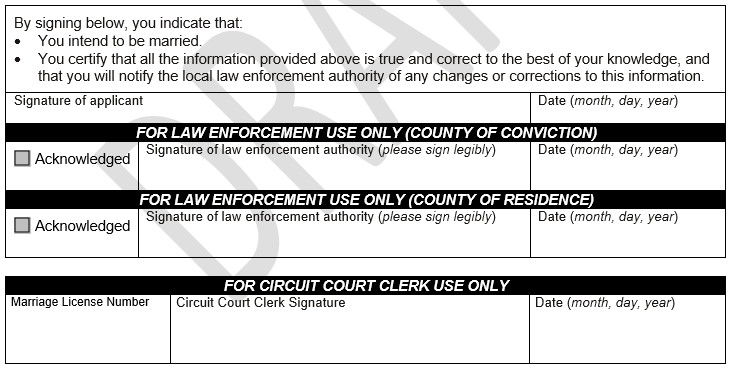 By signing below, you indicate that:
• You intend to be married.
• You certify that all the information provided above is true and correct to the best of your knowledge, and
that you will notify the local law enforcement authority of any changes or corrections to this information.
Signature of applicant Date (month, day, year)
FOR LAW ENFORCEMENT USE ONLY (COUNTY OF CONVICTION)
Acknowledged Signature of law enforcement authority (please sign legibly) Date (month, day, year)
FOR LAW ENFORCEMENT USE ONLY (COUNTY OF RESIDENCE)
Acknowledged Signature of law enforcement authority (please sign legibly) Date (month, day, year)
FOR CIRCUIT COURT CLERK USE ONLY
Marriage License Number Circuit Court Clerk Signature Date (month, day, year)